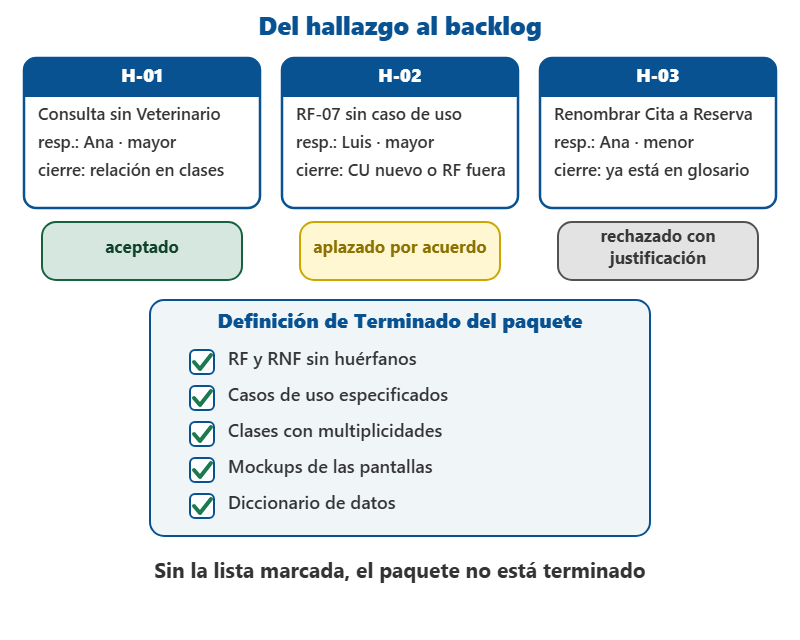 Del hallazgo al backlog
H-01
Consulta sin Veterinario
resp.: Ana · mayor
cierre: relación en clases
H-02
RF-07 sin caso de uso
resp.: Luis · mayor
cierre: CU nuevo o RF fuera
H-03
Renombrar Cita a Reserva
resp.: Ana · menor
cierre: ya está en glosario
aceptado
aplazado por acuerdo
rechazado con
justificación
Definición de Terminado del paquete
RF y RNF sin huérfanos
Casos de uso especificados
Clases con multiplicidades
Mockups de las pantallas
Diccionario de datos
Sin la lista marcada, el paquete no está terminado